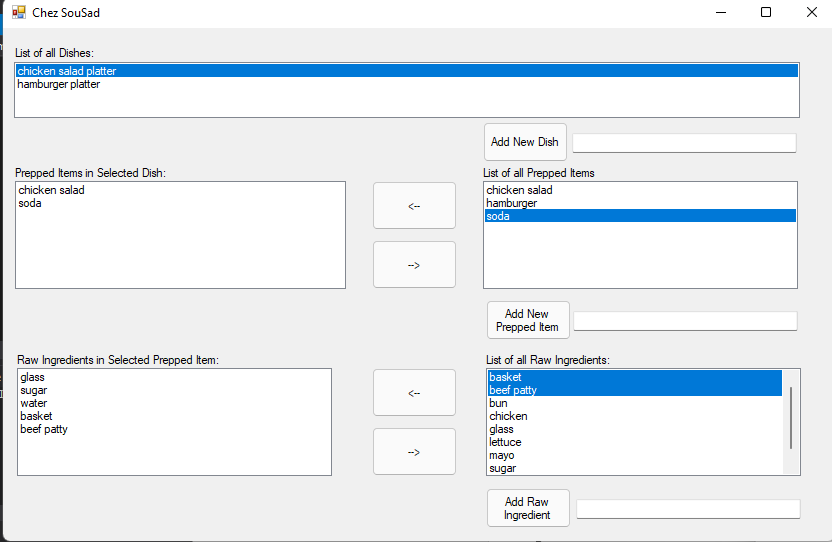 Chez SouSad
List of all Dishes:
chicken salad platter
hamburger platter
Add New Dish
Prepped Items in Selected Dish:
List of all Prepped Items
chicken salad
soda
<--
-->
chicken salad
hamburger
soda
Add New
Prepped Item
Raw Ingredients in Selected Prepped Item:
List of all Raw Ingredients:
glass
sugar
water
basket
beef patty
<--
-->
basket
beef patty
bun
chicken
glass
lettuce
mayo
sugar
Add Raw
Ingredient